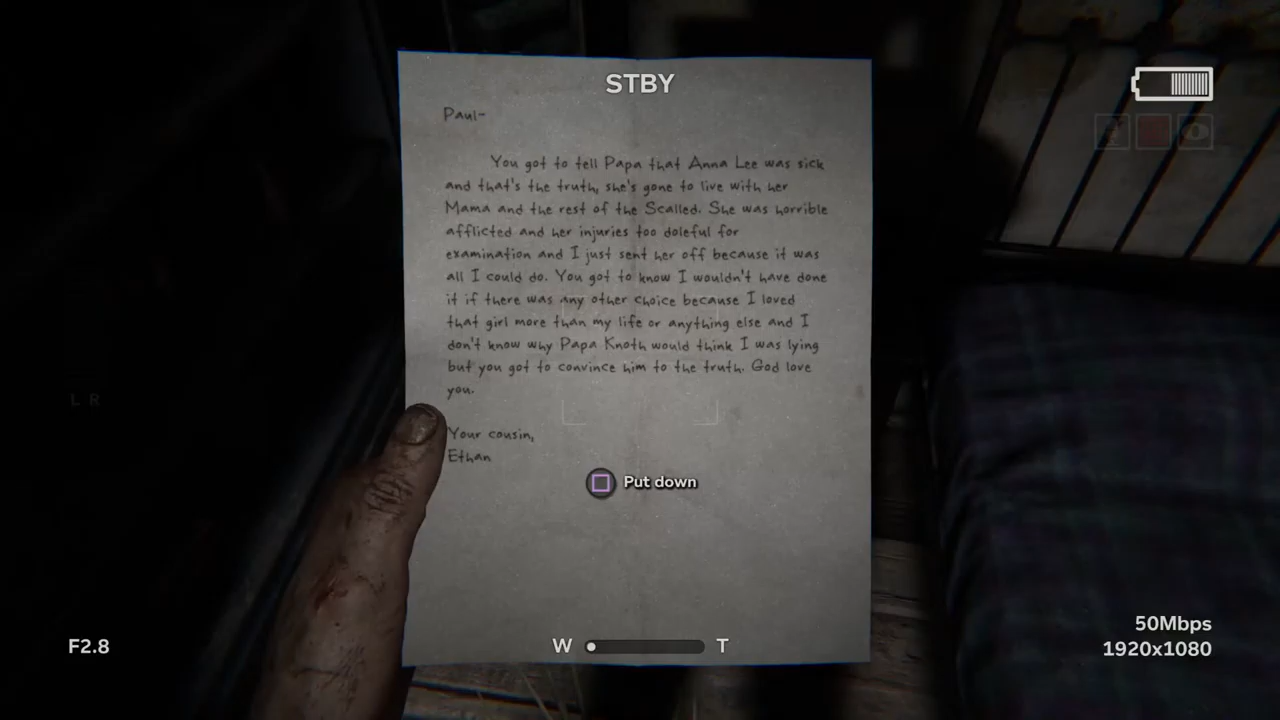 STBY
Paul-
You got to tell Papa that Anna Lee was sick
and that's the truth, she's gone to live with her
Mama and the rest of the Scalled. She was horrible
afflicted and her injuries too doleful for
examination and I just sent her off because it was
all I could do. You got to know I wouldn't have done
it if there was any other choice because I loved
that girl more than my life or anything else and I
don't know why Papa Knoth would think I was lying
but you got to convince him to the truth. God love
you.
Your cousin,
Ethan
L R
Put down
F2.8
W T
50Mbps
1920x1080